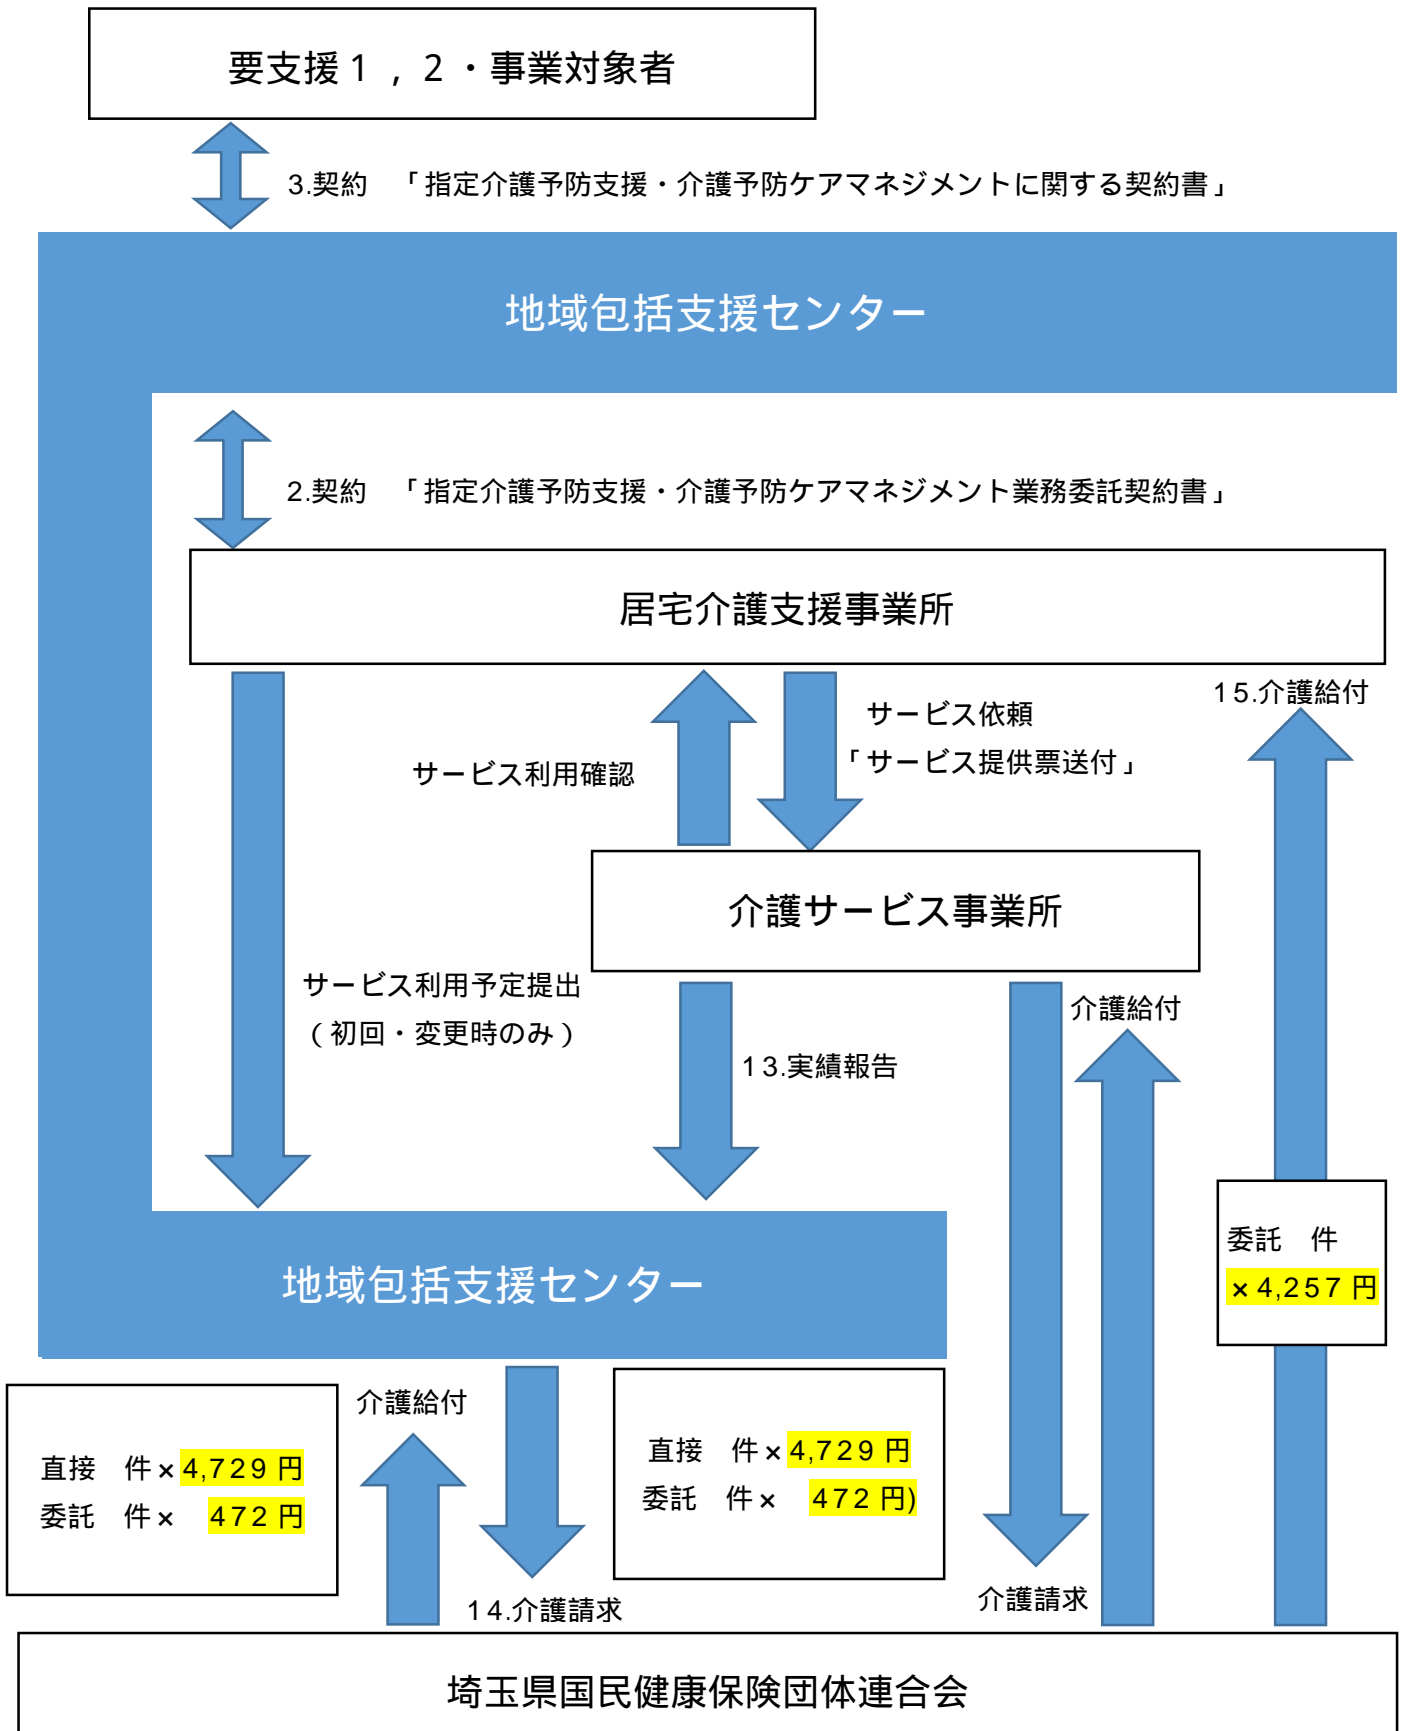 要支援１，２・事業対象者
3.契約　「指定介護予防支援・介護予防ケアマネジメントに関する契約書」
地域包括支援センター
2.契約　「指定介護予防支援・介護予防ケアマネジメント業務委託契約書」
居宅介護支援事業所
15.介護給付
サービス依頼
「サービス提供票送付」
サービス利用確認
介護サービス事業所
サービス利用予定提出
（初回・変更時のみ）
介護給付
13.実績報告
委託　件
×4,257円
地域包括支援センター
介護給付
直接　件×4,729円
委託　件×　472円
直接　件×4,729円
委託　件×　472円)
14.介護請求
介護請求
埼玉県国民健康保険団体連合会